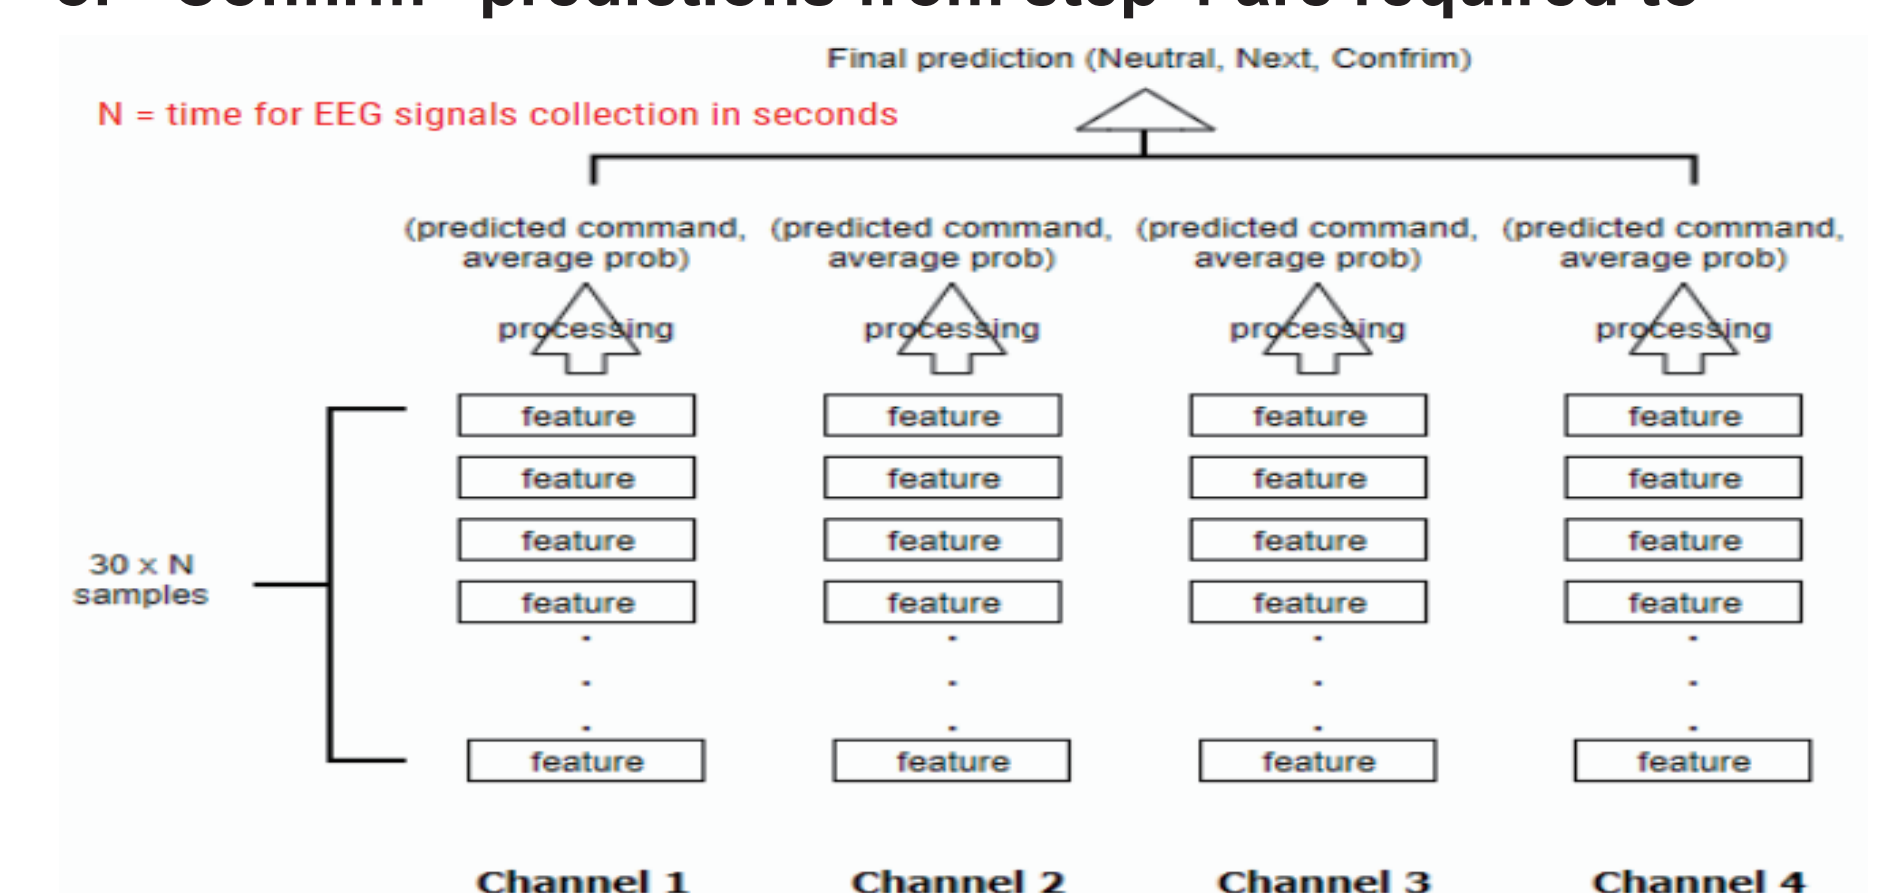 Final prediction (Neutral, Next, Confrim)
N = time for EEG signals collection in seconds
(predicted command, (predicted command, (predicted command, (predicted command,
average prob) average prob) average prob) average prob)
processing processing processing processing
feature feature feature feature
feature feature feature feature
feature feature feature feature
30 x N
samples
feature feature feature feature
feature feature feature feature
Channel 1 Channel 2 Channel 3 Channel 4